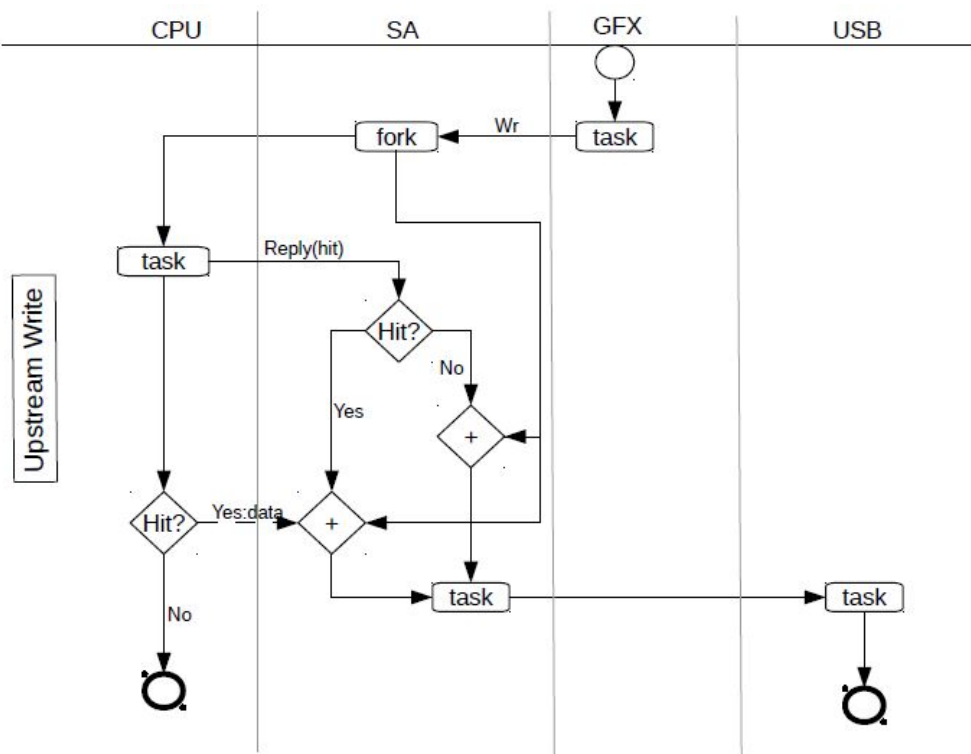 CPU
SA
GFX
USB
Wr
fork
task
Reply(hit)
task
Hit?
No
Yes
+
Upstream Write
Hit?
Yes:data
+
task
task
No